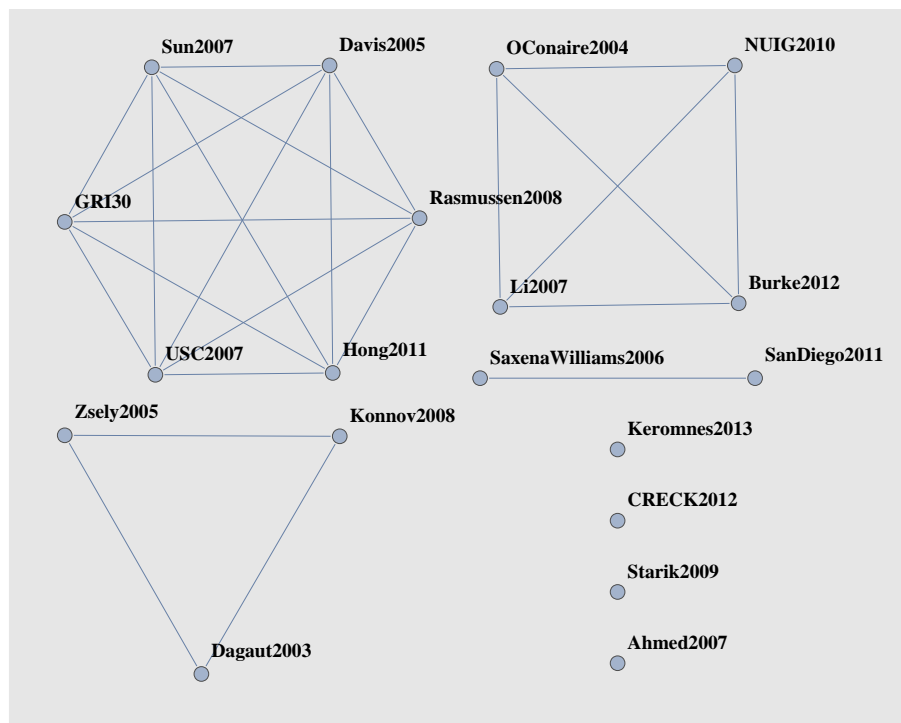 Sun2007
Davis2005
OConaire2004
NUIG2010
GRI30
Rasmussen2008
Li2007
Burke2012
USC2007
Hong2011
SaxenaWilliams2006
SanDiego2011
Zsely2005
Konnov2008
Keromnes2013
CRECK2012
Starik2009
Dagaut2003
Ahmed2007